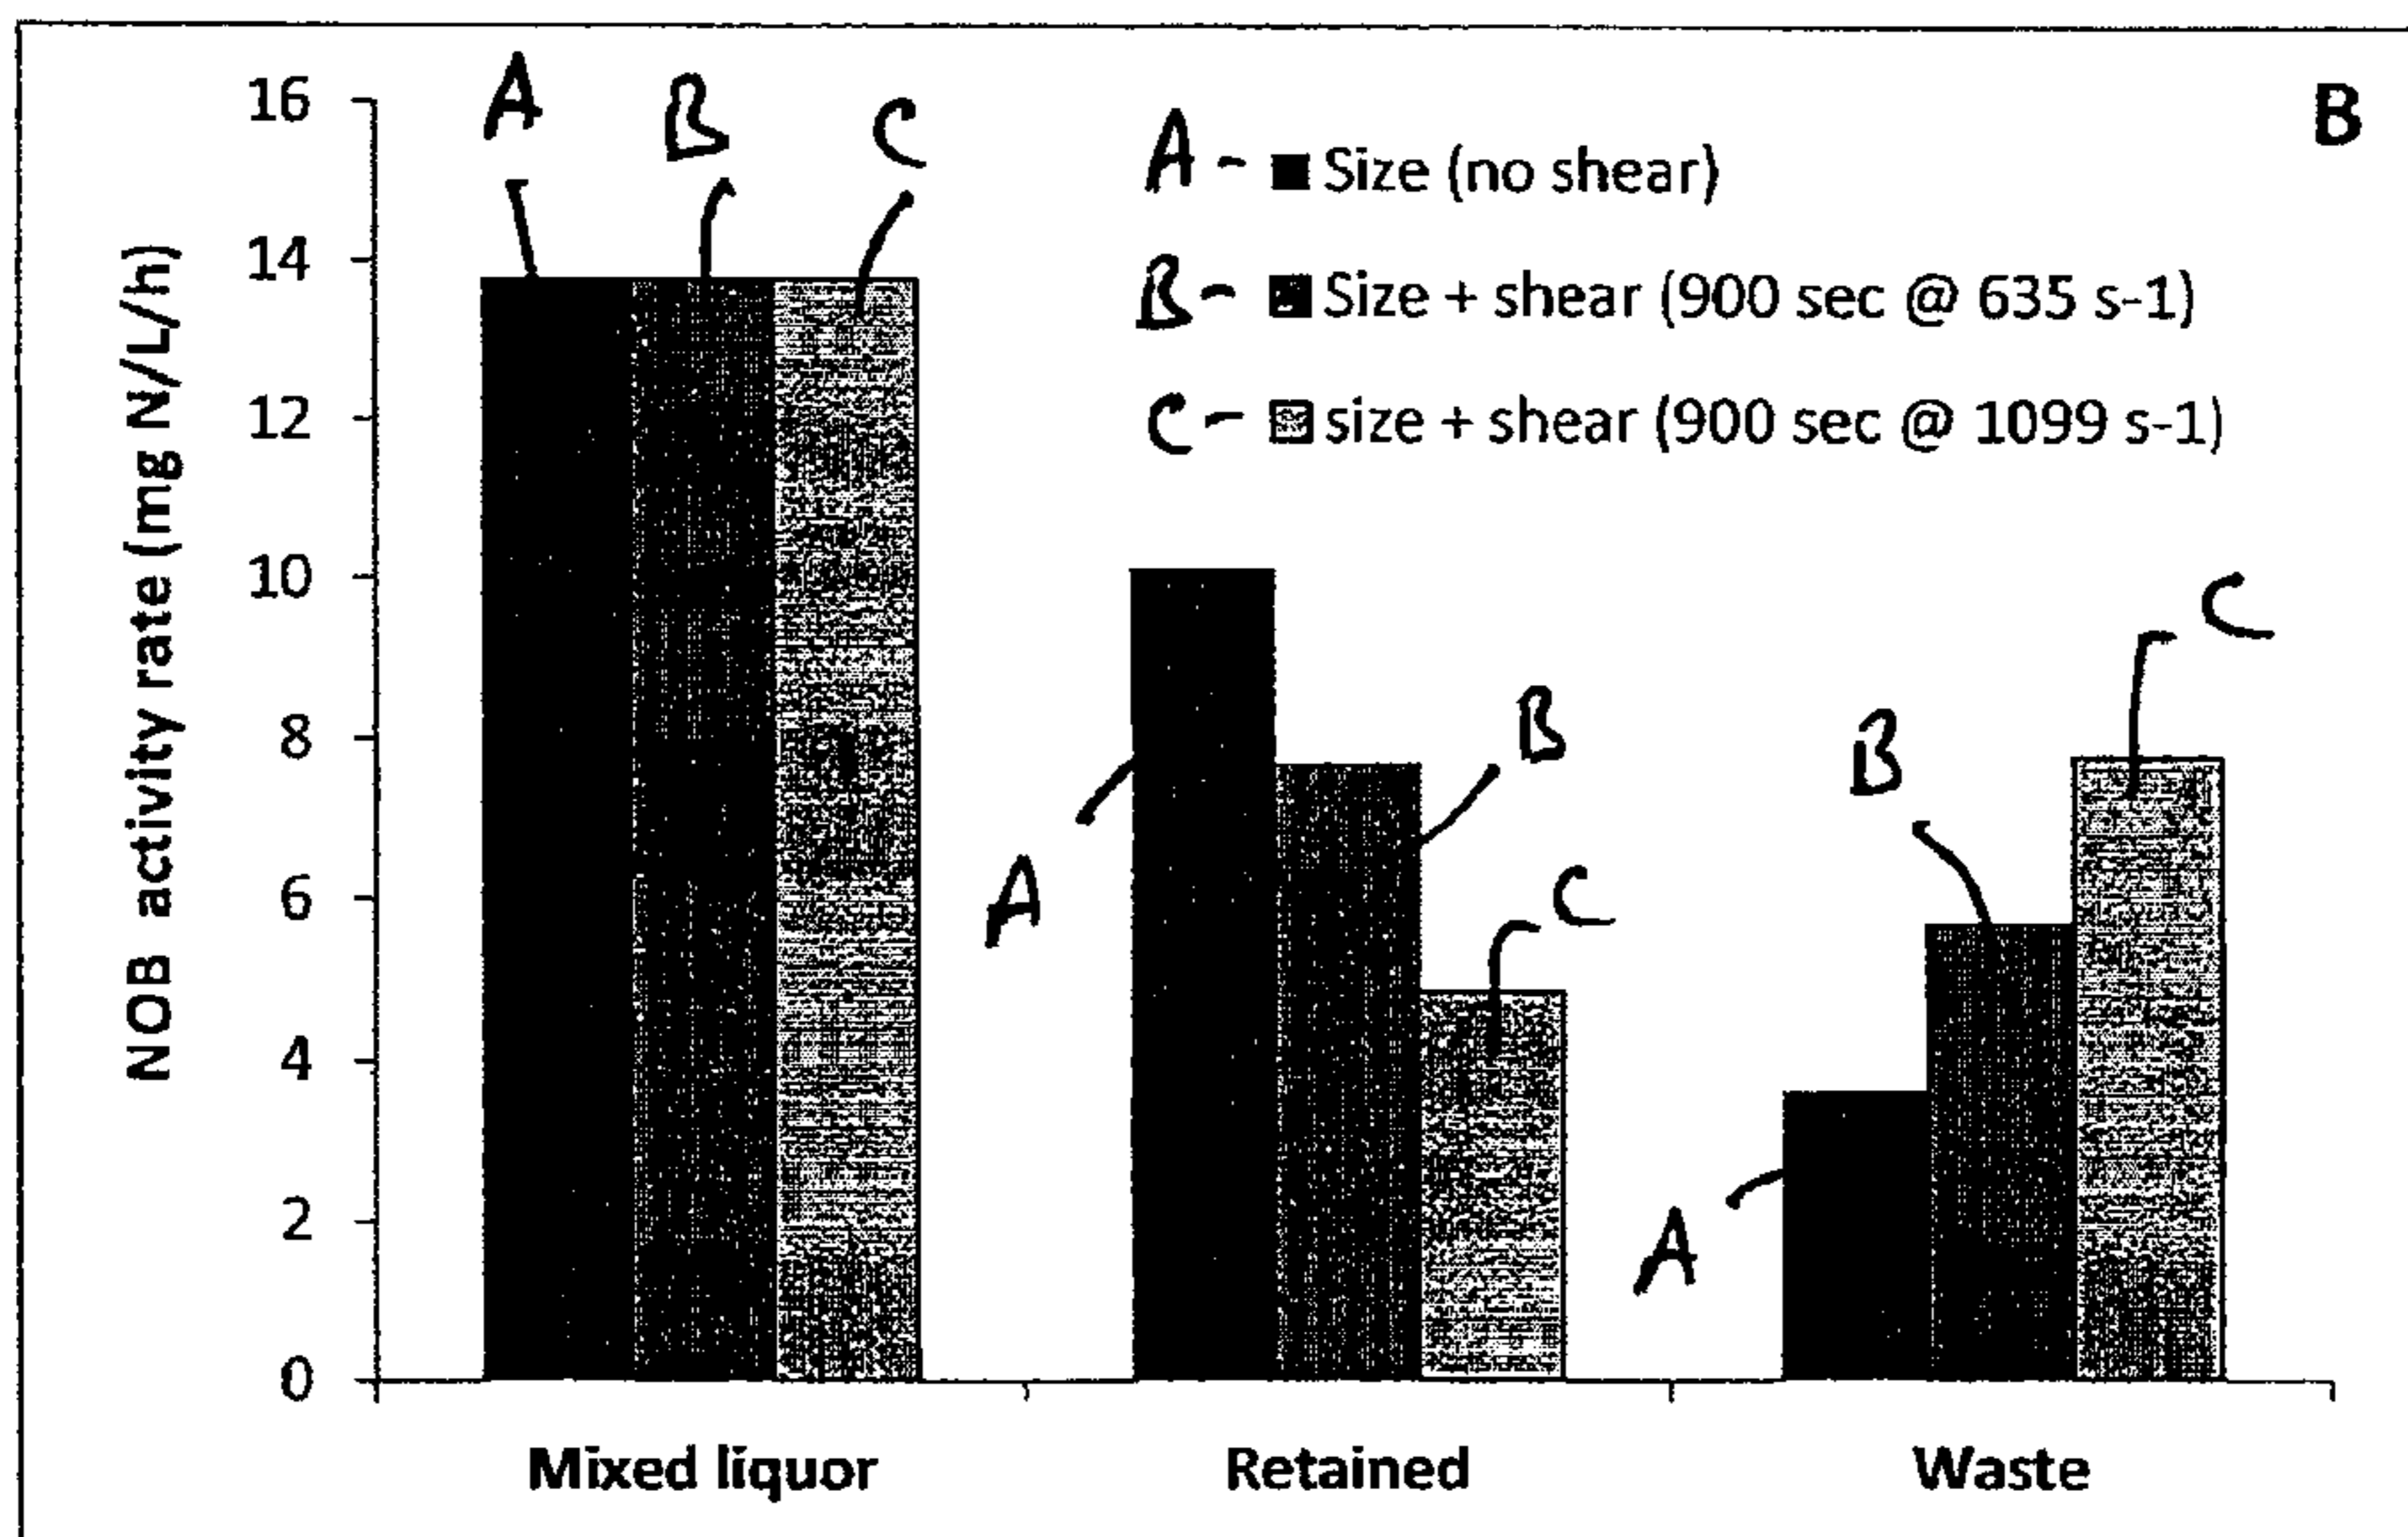 B
A - Size (no shear)
B - Size + shear (900 sec @ 635 s-1)
C - size + shear (900 sec @ 1099 s-1)
NOB activity rate (mg N/L/h)
16
14
12
10
8
6
4
2
0
A B C
A B C
A B C
Mixed liquor Retained Waste